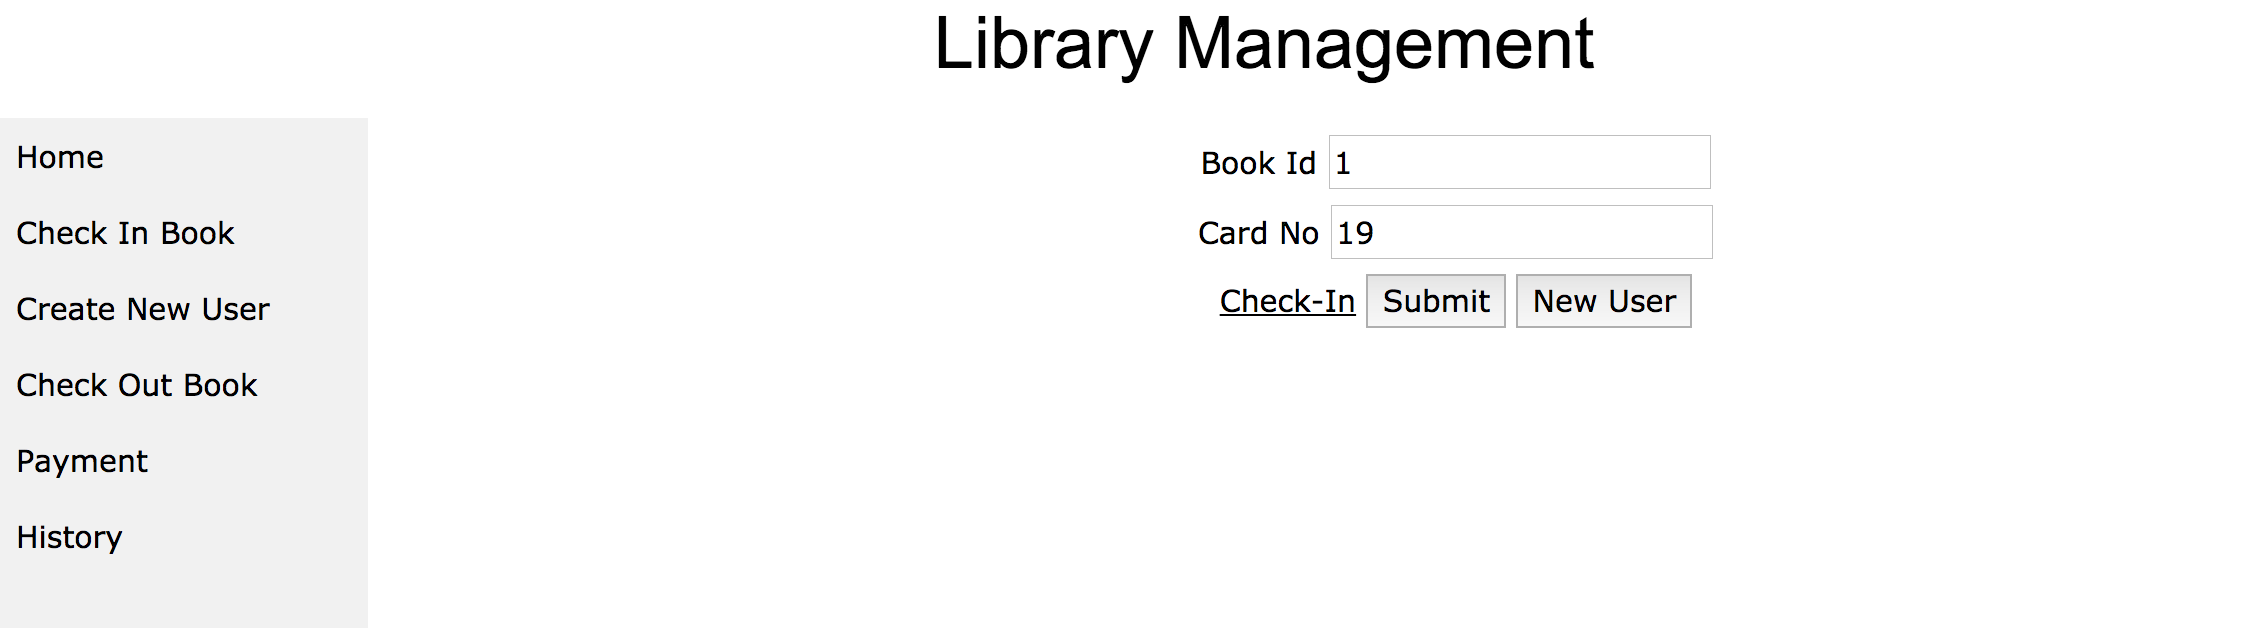 Library Management
Home
Check In Book
Create New User
Check Out Book
Payment
History
Book Id 1
Card No 19
Check-In Submit New User